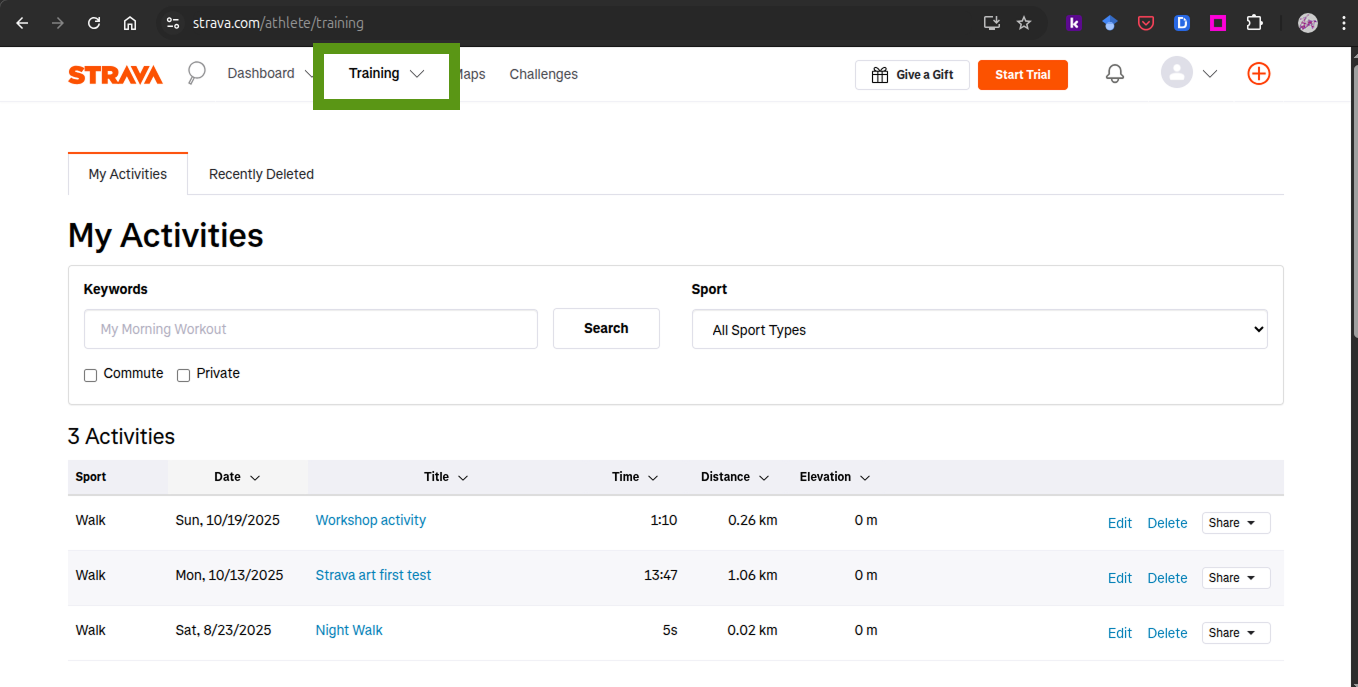 strava.com/athlete/training
STRAVA Dashboard Training Maps Challenges Give a Gift Start Trial
My Activities Recently Deleted
My Activities
Keywords Sport
My Morning Workout Search All Sport Types
Commute Private
3 Activities
Sport Date Title Time Distance Elevation
Walk Sun, 10/19/2025 Workshop activity 1:10 0.26 km 0 m Edit Delete Share
Walk Mon, 10/13/2025 Strava art first test 13:47 1.06 km 0 m Edit Delete Share
Walk Sat, 8/23/2025 Night Walk 5s 0.02 km 0 m Edit Delete Share